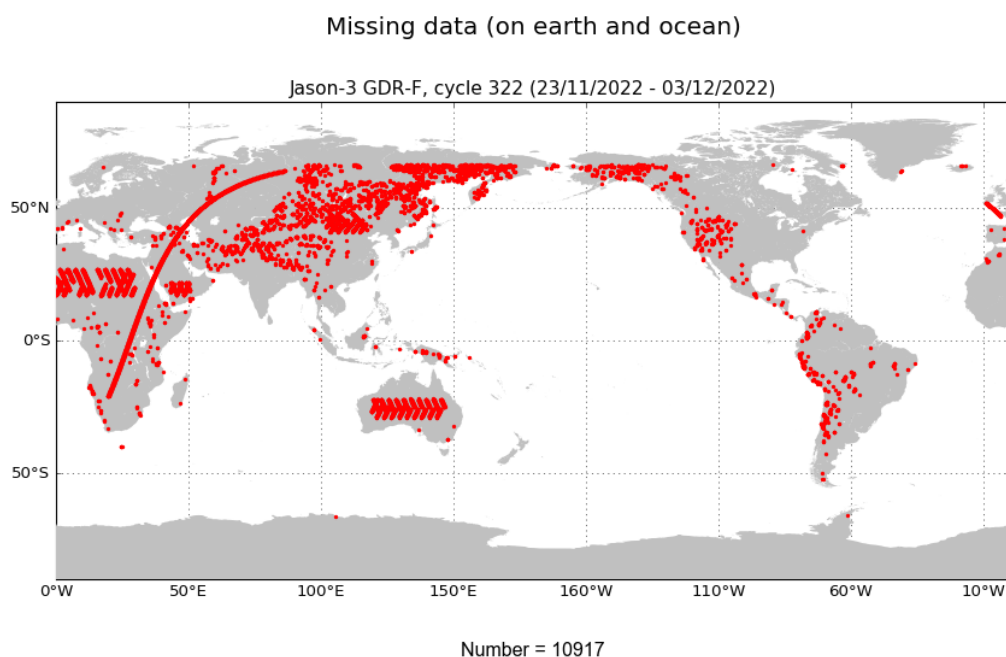 Missing data (on earth and ocean)
Jason-3 GDR-F, cycle 322 (23/11/2022 - 03/12/2022)
50°N
0°S
50°S
0°W 50°E 100°E 150°E 160°W 110°W 60°W 10°W
Number = 10917